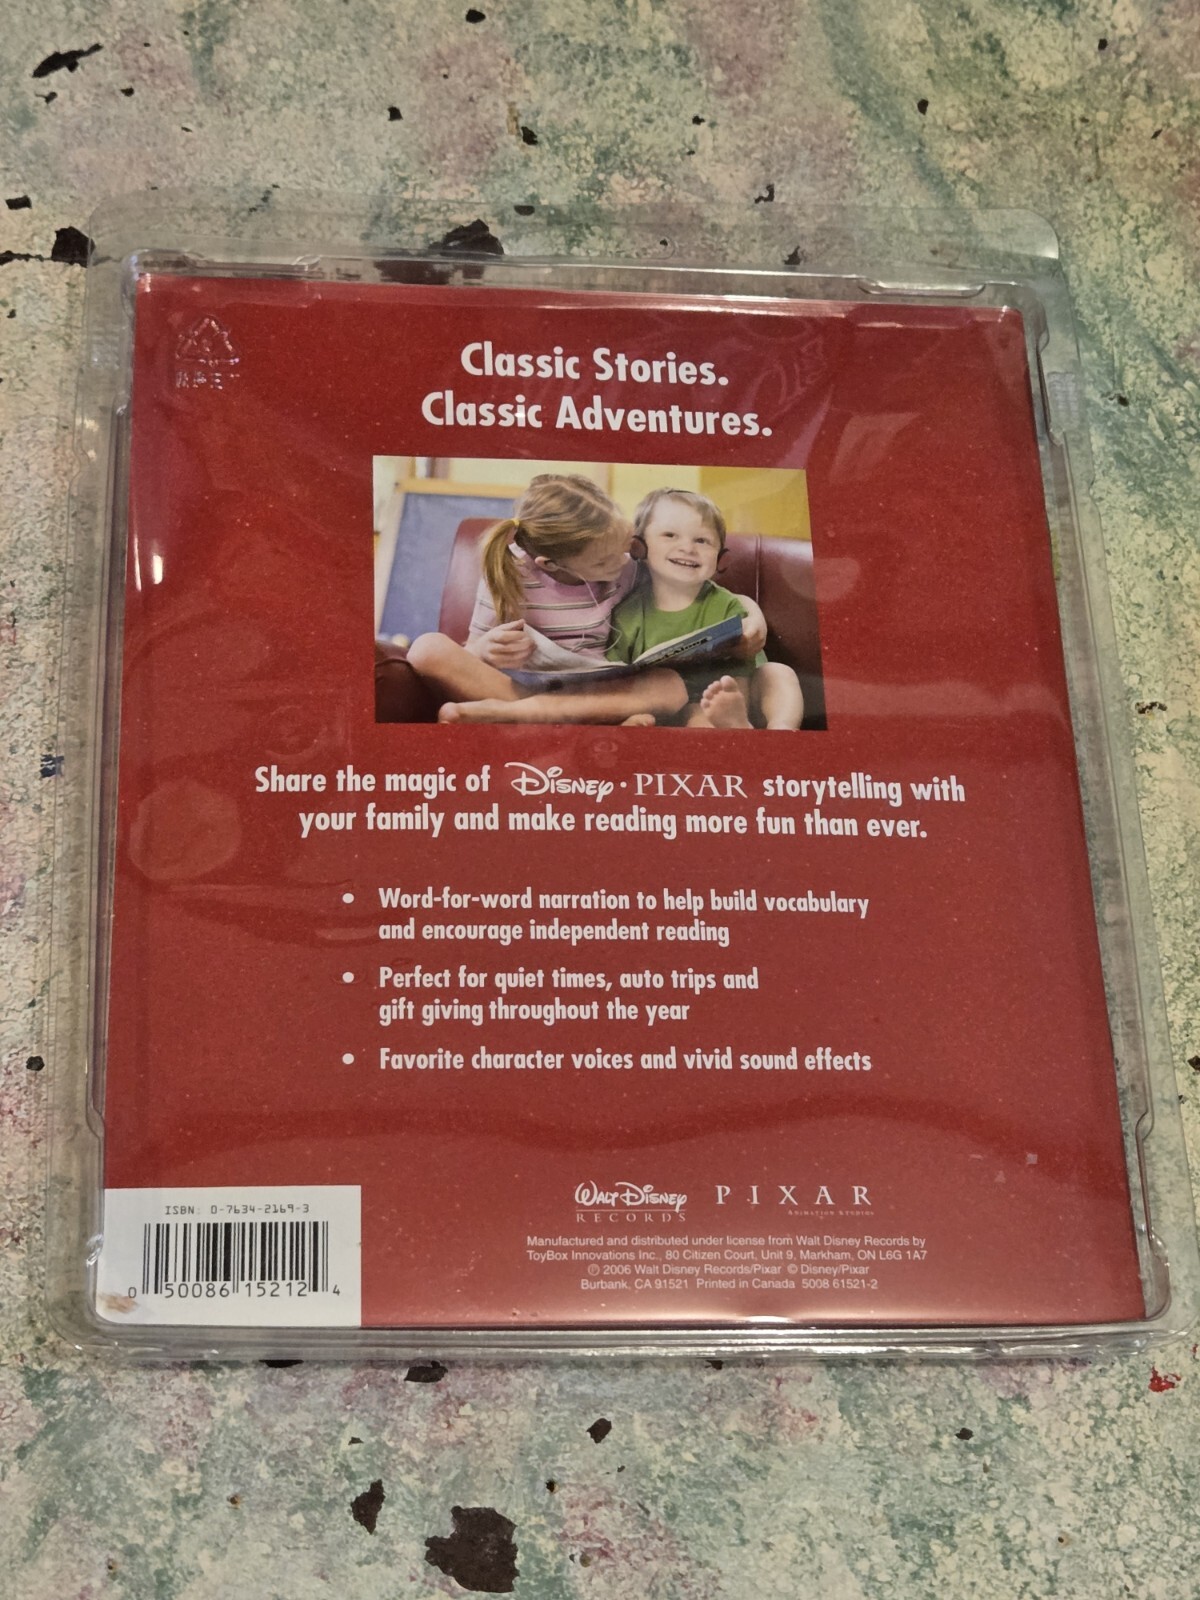 Classic Stories.
Classic Adventures.
Share the magic of Disney · PIXAR storytelling with
your family and make reading more fun than ever.
• Word-for-word narration to help build vocabulary
and encourage independent reading
• Perfect for quiet times, auto trips and
gift giving throughout the year
• Favorite character voices and vivid sound effects
WALT DISNEY
RECORDS
PIXAR
ANIMATION STUDIOS
Manufactured and distributed under license from Walt Disney Records by
ToyBox Innovations Inc., 80 Citizen Court, Unit 9, Markham, ON L6G 1A7
℗ 2006 Walt Disney Records/Pixar © Disney/Pixar
Burbank, CA 91521 Printed in Canada 5008 61521-2
ISBN: 0-7634-2169-3
0 50086 15212 4